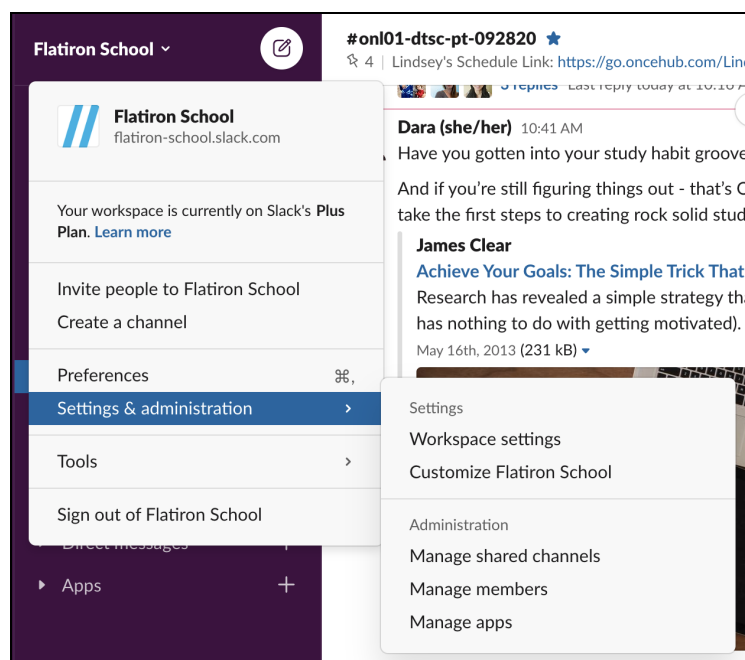 Flatiron School
#onl01-dtsc-pt-092820
4 | Lindsey's Schedule Link: https://go.oncehub.com/Lin
3 replies Last reply today at 10:18 A
Flatiron School
flatiron-school.slack.com
Your workspace is currently on Slack's Plus
Plan. Learn more
Invite people to Flatiron School
Create a channel
Preferences ⌘,
Settings & administration
Tools
Sign out of Flatiron School
Direct messages
Apps
Dara (she/her) 10:41 AM
Have you gotten into your study habit groove
And if you’re still figuring things out - that’s
take the first steps to creating rock solid stud
James Clear
Achieve Your Goals: The Simple Trick That
Research has revealed a simple strategy tha
has nothing to do with getting motivated).
May 16th, 2013 (231 kB)
Settings
Workspace settings
Customize Flatiron School
Administration
Manage shared channels
Manage members
Manage apps